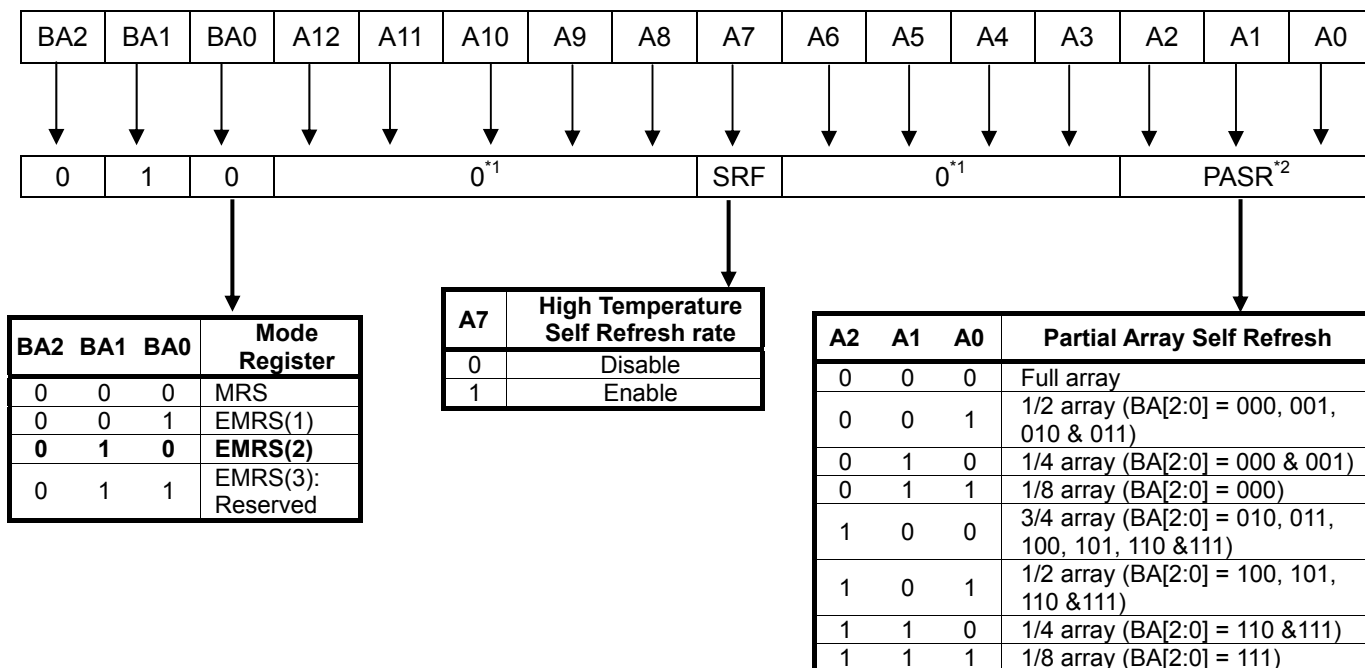 BA2 BA1 BA0 A12 A11 A10 A9 A8 A7 A6 A5 A4 A3 A2 A1 A0
0 1 0 0*1 SRF 0*1 PASR*2
BA2 BA1 BA0 Mode Register
0 0 0 MRS
0 0 1 EMRS(1)
0 1 0 EMRS(2)
0 1 1 EMRS(3):
Reserved
A7 High Temperature
Self Refresh rate
0 Disable
1 Enable
A2 A1 A0 Partial Array Self Refresh
0 0 0 Full array
0 0 1 1/2 array (BA[2:0] = 000, 001,
010 & 011)
0 1 0 1/4 array (BA[2:0] = 000 & 001)
0 1 1 1/8 array (BA[2:0] = 000)
1 0 0 3/4 array (BA[2:0] = 010, 011,
100, 101, 110 &111)
1 0 1 1/2 array (BA[2:0] = 100, 101,
110 &111)
1 1 0 1/4 array (BA[2:0] = 110 &111)
1 1 1 1/8 array (BA[2:0] = 111)